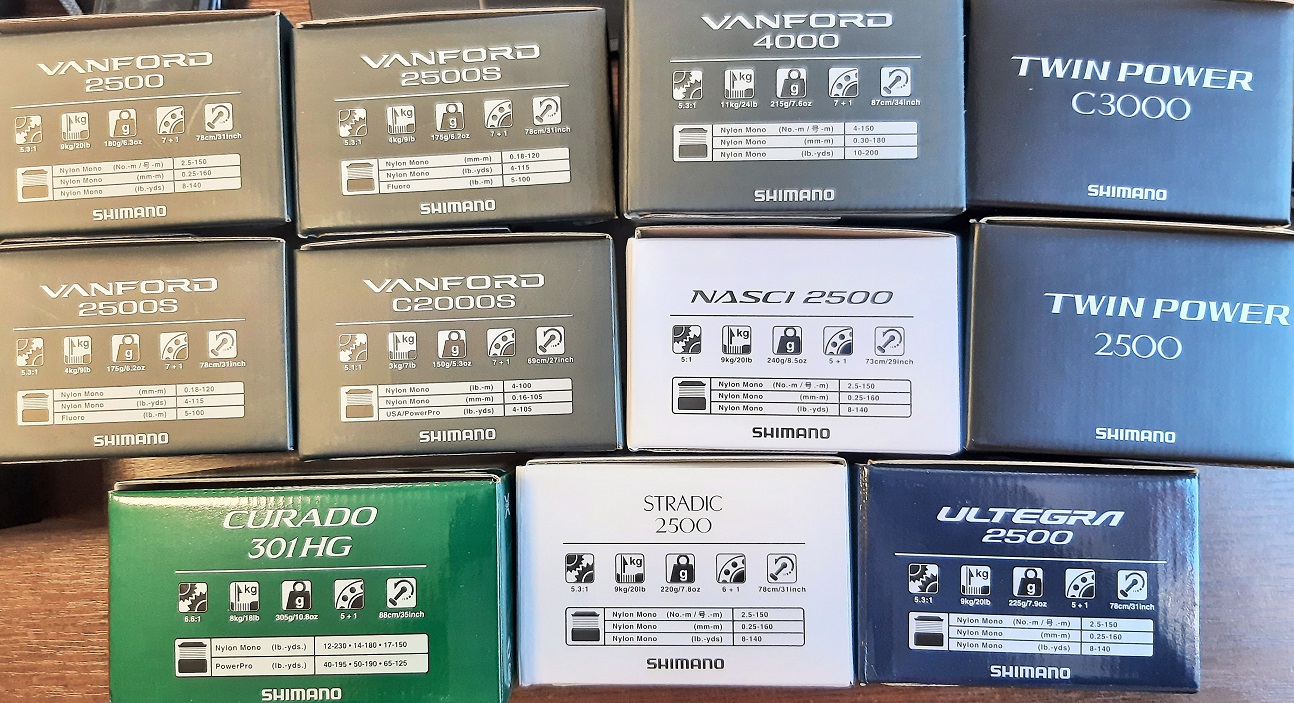 VANFORD
2500
5.3:1 9kg/20lb 180g/6.3oz 7 + 1 78cm/31inch
Nylon Mono (No.-m / 号.-m) 2.5-150
Nylon Mono (mm-m) 0.25-160
Nylon Mono (lb.-yds) 8-140
SHIMANO
VANFORD
2500S
kg g
5.3:1 4kg/9lb 175g/6.2oz 7 + 1 78cm/31inch
Nylon Mono (mm-m) 0.18-120
Nylon Mono (lb.-yds) 4-115
Fluoro (lb.-m) 5-100
SHIMANO
VANFORD
4000
kg g
5.3:1 11kg/24lb 215g/7.6oz 7 + 1 87cm/34inch
Nylon Mono (No.-m / 号.-m) 4-150
Nylon Mono (mm-m) 0.30-180
Nylon Mono (lb.-yds) 10-200
SHIMANO
TWIN POWER
C3000
SHIMANO
VANFORD
2500S
kg g
5.3:1 4kg/9lb 175g/6.2oz 7 + 1 78cm/31inch
Nylon Mono (mm-m) 0.18-120
Nylon Mono (lb.-yds) 4-115
Fluoro (lb.-m) 5-100
SHIMANO
VANFORD
C2000S
kg g
5.1:1 3kg/7lb 150g/5.3oz 7 + 1 69cm/27inch
Nylon Mono (lb.-m) 4-100
Nylon Mono (mm-m) 0.16-105
USA/PowerPro (lb.-yds) 4-105
SHIMANO
NASCI 2500
kg g
5:1 9kg/20lb 240g/8.5oz 5 + 1 73cm/29inch
Nylon Mono (No.-m / 号.-m) 2.5-150
Nylon Mono (mm-m) 0.25-160
Nylon Mono (lb.-yds) 8-140
SHIMANO
TWIN POWER
2500
SHIMANO
CURADO
301HG
kg g
6.6:1 8kg/18lb 305g/10.8oz 5 + 1 88cm/35inch
Nylon Mono (lb.-yds.) 12-230 • 14-180 • 17-150
PowerPro (lb.-yds.) 40-195 • 50-190 • 65-125
SHIMANO
STRADIC
2500
kg g
5.3:1 9kg/20lb 220g/7.8oz 6 + 1 78cm/31inch
Nylon Mono (No.-m / 号.-m) 2.5-150
Nylon Mono (mm-m) 0.25-160
Nylon Mono (lb.-yds) 8-140
SHIMANO
ULTEGRA
2500
kg g
5.3:1 9kg/20lb 225g/7.9oz 5 + 1 78cm/31inch
Nylon Mono (No.-m / 号.-m) 2.5-150
Nylon Mono (mm-m) 0.25-160
Nylon Mono (lb.-yds) 8-140
SHIMANO